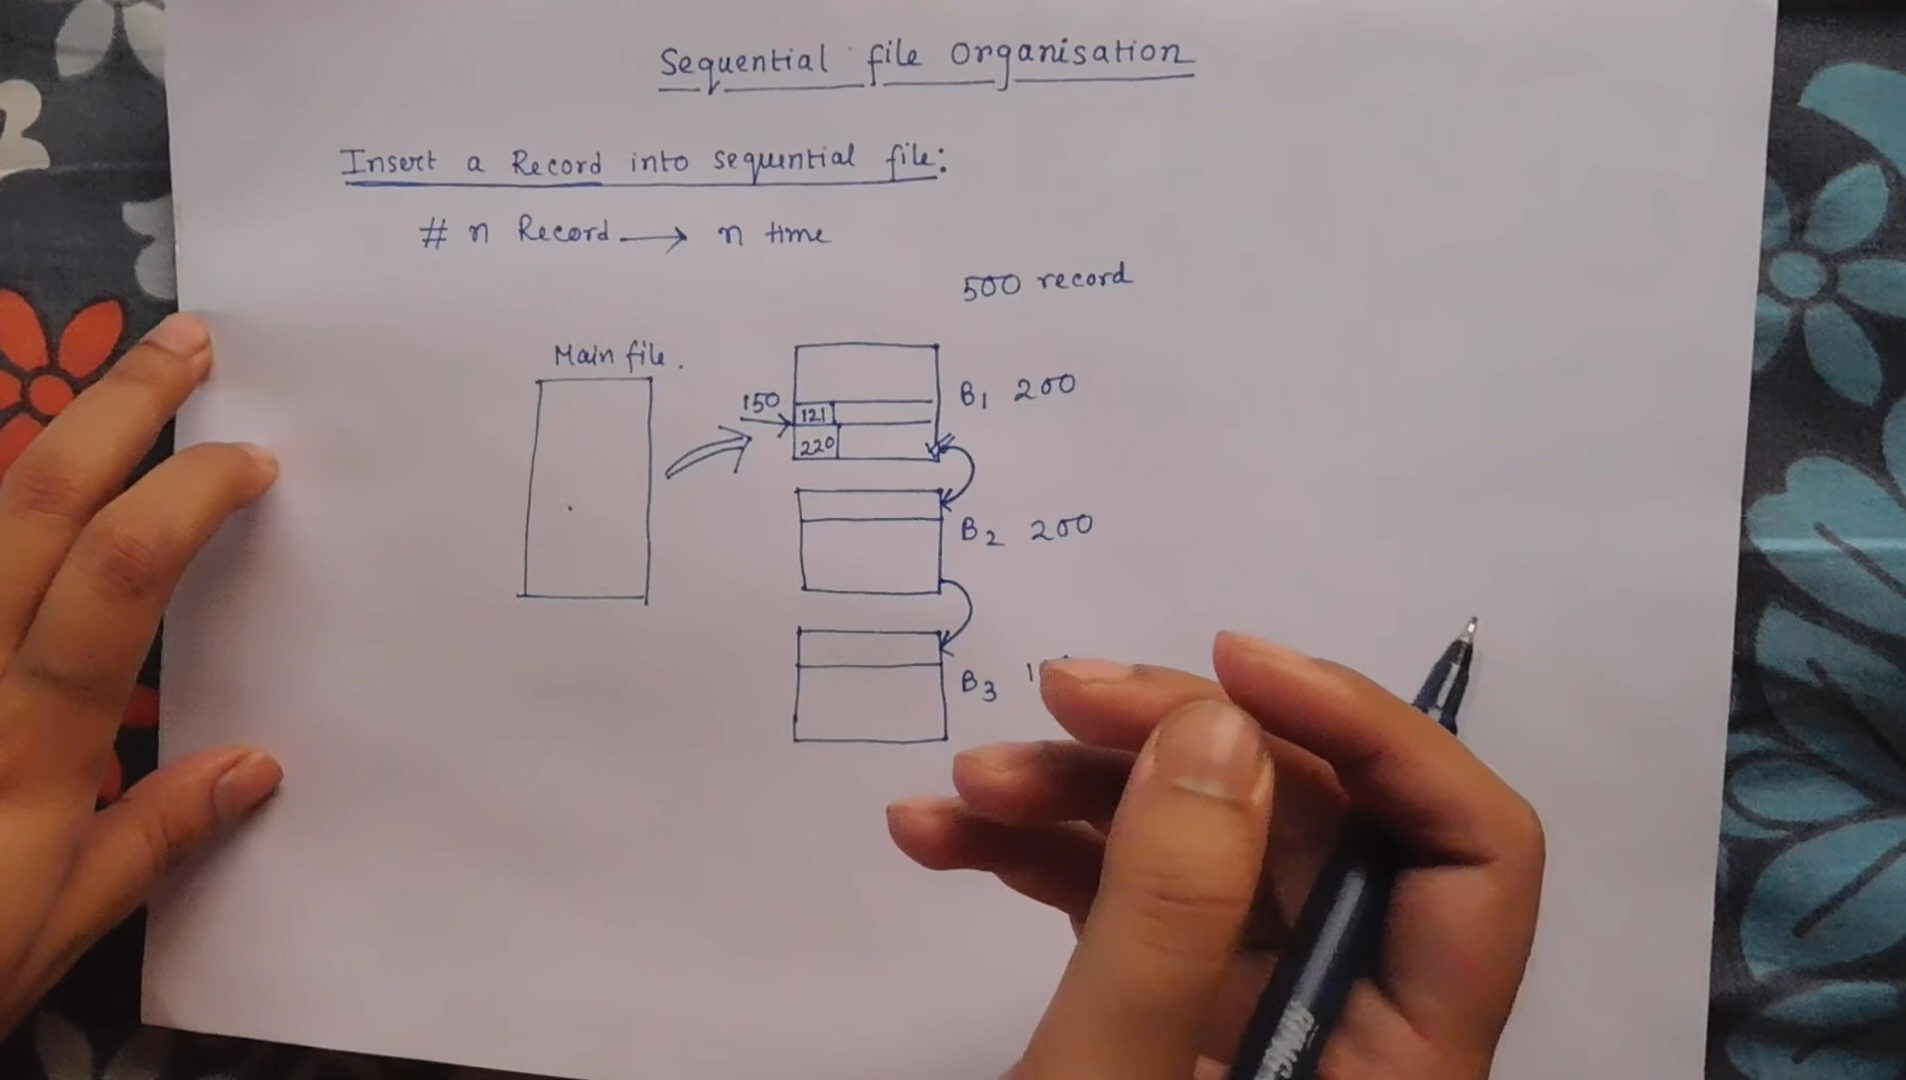 Sequential file Organisation
Insert a Record into sequential file:
# n Record → n time
500 record
Main file.
150
121
220
B1 200
B2 200
B3